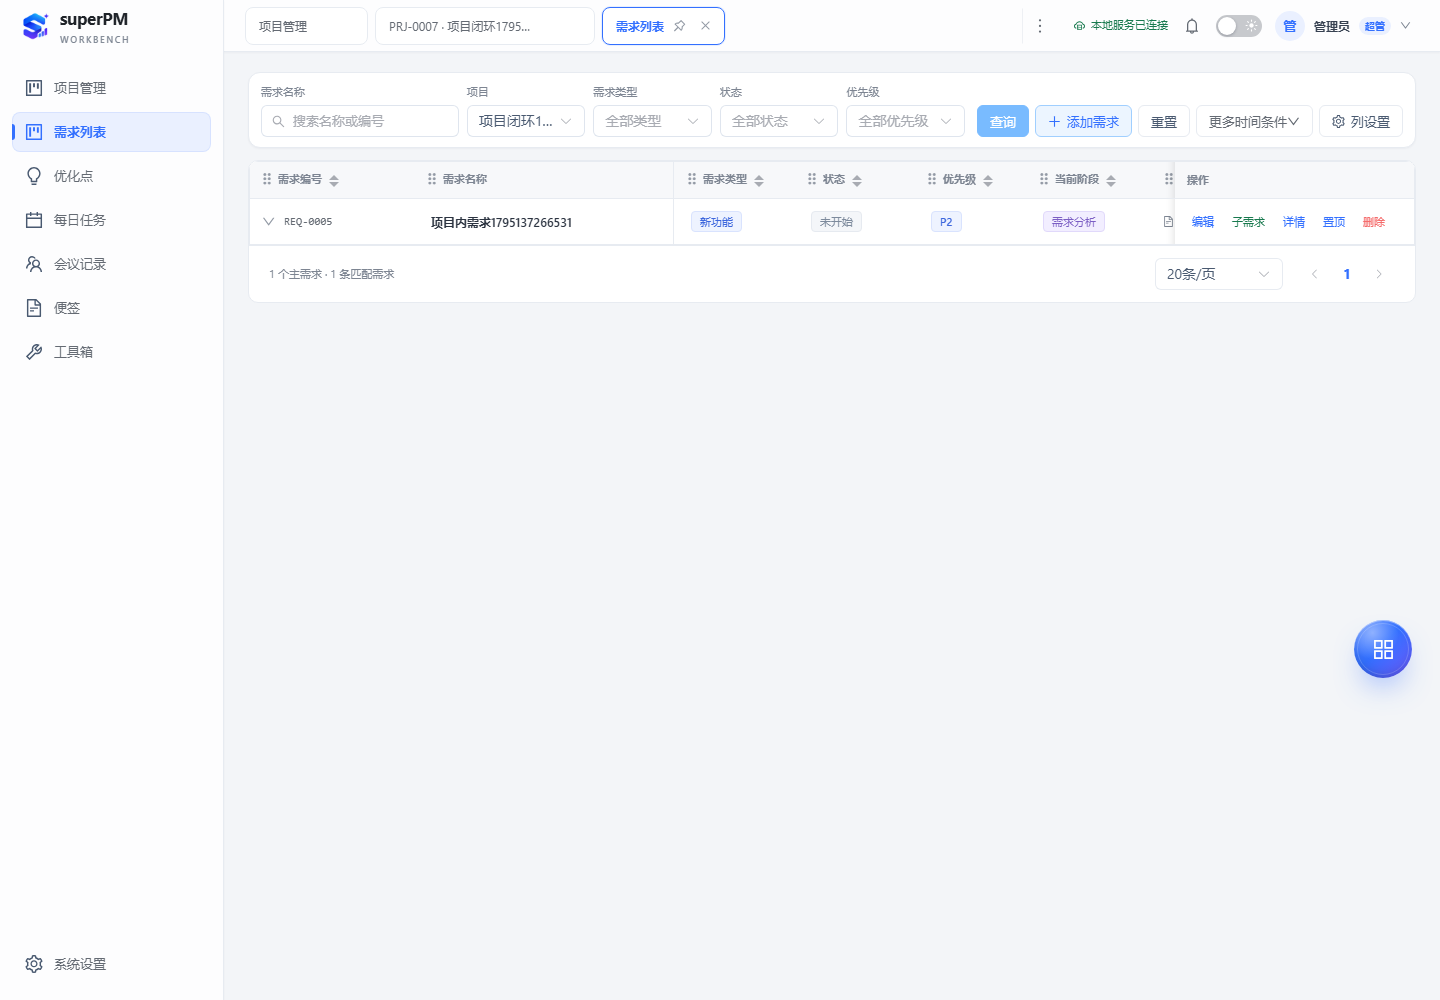 superPM
WORKBENCH
项目管理
需求列表
优化点
每日任务
会议记录
便签
工具箱
系统设置
项目管理
PRJ-0007 · 项目闭环1795...
需求列表
本地服务已连接
管
管理员
超管
需求名称
项目
需求类型
状态
优先级
搜索名称或编号
项目闭环1...
全部类型
全部状态
全部优先级
查询
添加需求
重置
更多时间条件
列设置
需求编号
需求名称
需求类型
状态
优先级
当前阶段
操作
REQ-0005
项目内需求1795137266531
新功能
未开始
P2
需求分析
编辑
子需求
详情
置顶
删除
1 个主需求 · 1 条匹配需求
20条/页
1